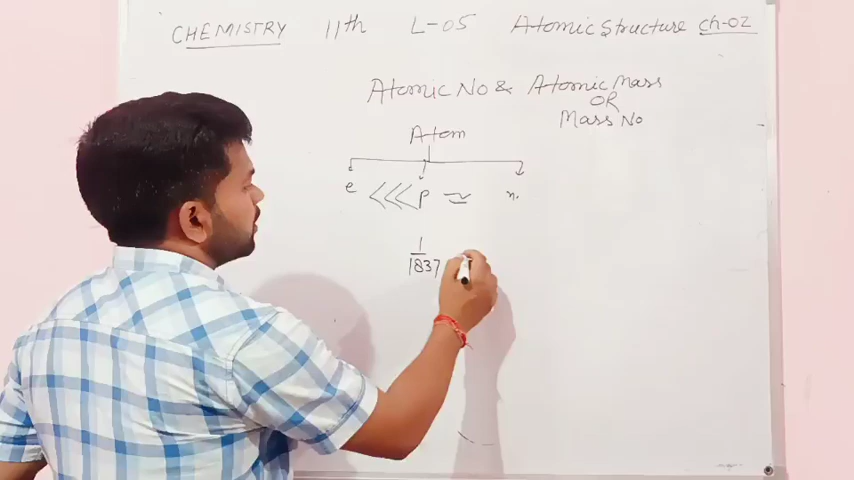 CHEMISTRY 11th L-05 Atomic Structure ch-02
Atomic No & Atomic Mass
OR
Mass No
Atom
e <<< p ≃ n.
1
1837